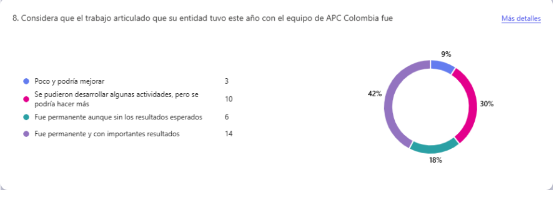 8. Considera que el trabajo articulado que su entidad tuvo este año con el equipo de APC Colombia fue
Más detalles
Poco y podría mejorar 3
Se pudieron desarrollar algunas actividades, pero se
podría hacer más 10
Fue permanente aunque sin los resultados esperados 6
Fue permanente y con importantes resultados 14
9%
42%
30%
18%